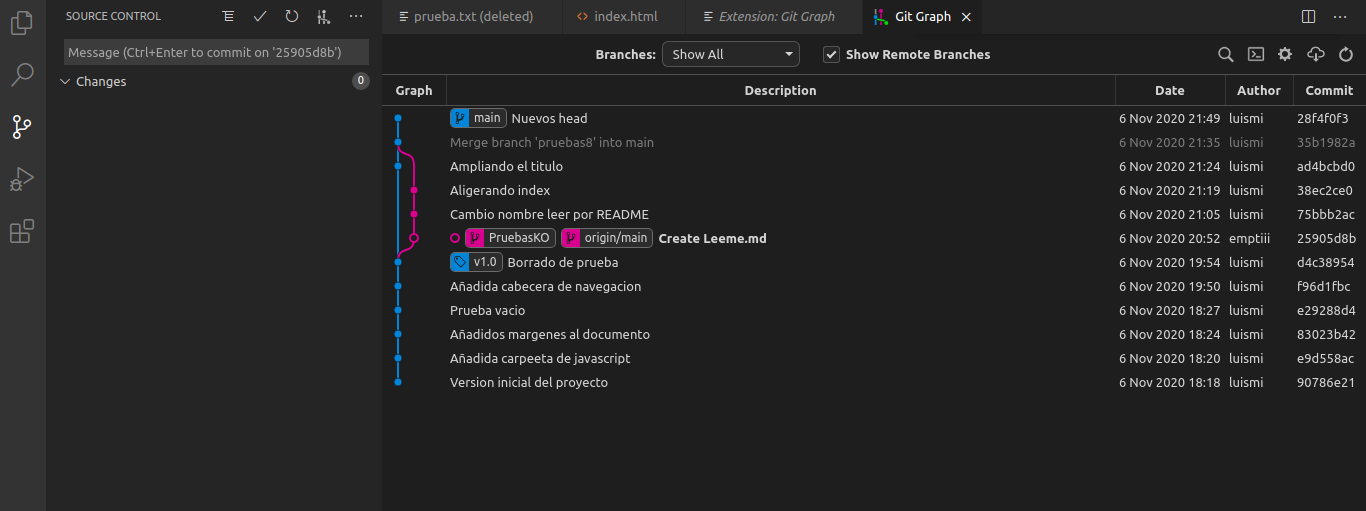 SOURCE CONTROL
Message (Ctrl+Enter to commit on '25905d8b')
Changes 0
prueba.txt (deleted) index.html Extension: Git Graph Git Graph
Branches: Show All Show Remote Branches
Graph Description Date Author Commit
main Nuevos head 6 Nov 2020 21:49 luismi 28f4f0f3
Merge branch 'pruebas8' into main 6 Nov 2020 21:35 luismi 35b1982a
Ampliando el titulo 6 Nov 2020 21:24 luismi ad4bcbd0
Aligerando index 6 Nov 2020 21:19 luismi 38ec2ce0
Cambio nombre leer por README 6 Nov 2020 21:05 luismi 75bbb2ac
PruebasKO origin/main Create Leeme.md 6 Nov 2020 20:52 emptiii 25905d8b
v1.0 Borrado de prueba 6 Nov 2020 19:54 luismi d4c38954
Añadida cabecera de navegacion 6 Nov 2020 19:50 luismi f96d1fbc
Prueba vacio 6 Nov 2020 18:27 luismi e29288d4
Añadidos margenes al documento 6 Nov 2020 18:24 luismi 83023b42
Añadida carpeeta de javascript 6 Nov 2020 18:20 luismi e9d558ac
Version inicial del proyecto 6 Nov 2020 18:18 luismi 90786e21